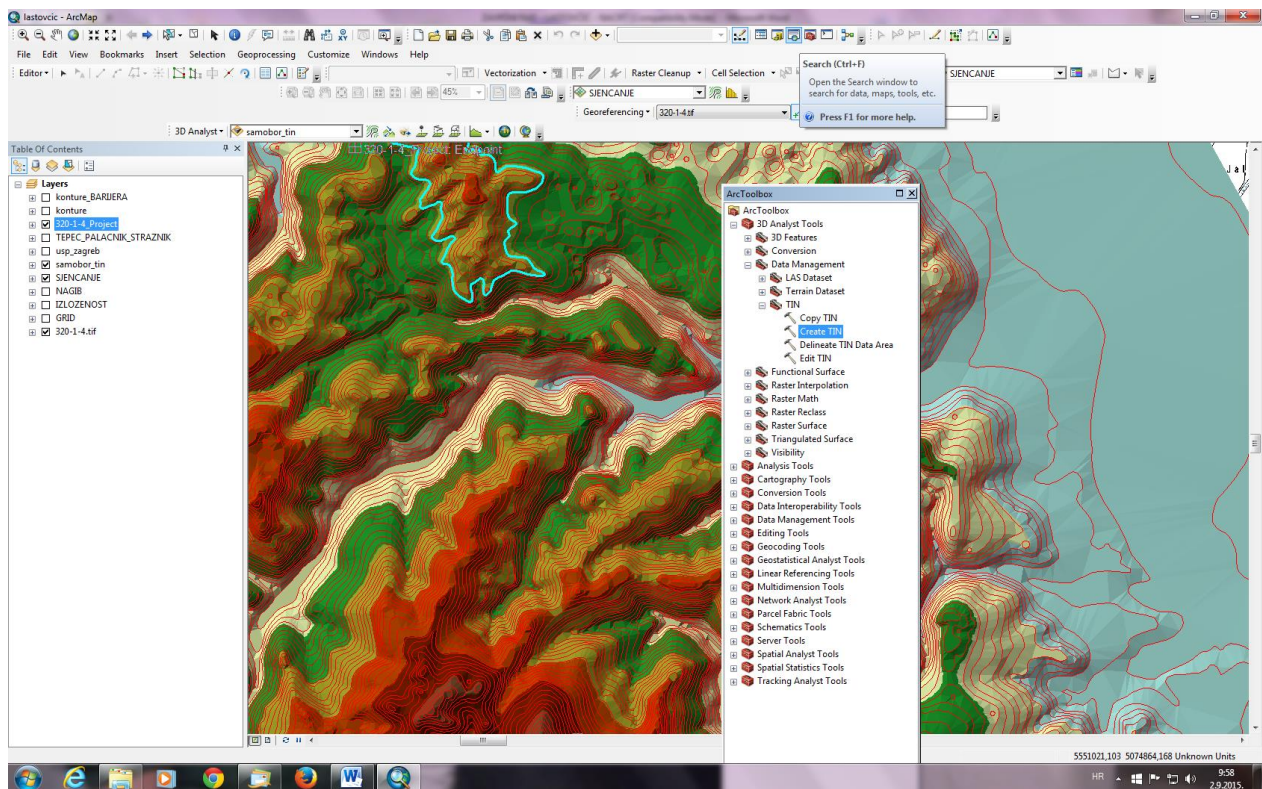 lastovcic - ArcMap
File Edit View Bookmarks Insert Selection Geoprocessing Customize Windows Help
Editor
Vectorization
Raster Cleanup
Cell Selection
SJENCANJE
45%
SJENCANJE
Georeferencing
320-1-4.tif
3D Analyst
samobor_tin
Search (Ctrl+F)
Open the Search window to
search for data, maps, tools, etc.
Press F1 for more help.
Table Of Contents
Layers
konture_BARIJERA
konture
320-1-4_Project
TEPEC_PALACNIK_STRAZNIK
usp_zagreb
samobor_tin
SJENCANJE
NAGIB
IZLOZENOST
GRID
320-1-4.tif
ArcToolbox
ArcToolbox
3D Analyst Tools
3D Features
Conversion
Data Management
LAS Dataset
Terrain Dataset
TIN
Copy TIN
Create TIN
Delineate TIN Data Area
Edit TIN
Functional Surface
Raster Interpolation
Raster Math
Raster Reclass
Raster Surface
Triangulated Surface
Visibility
Analysis Tools
Cartography Tools
Conversion Tools
Data Interoperability Tools
Data Management Tools
Editing Tools
Geocoding Tools
Geostatistical Analyst Tools
Linear Referencing Tools
Multidimension Tools
Network Analyst Tools
Parcel Fabric Tools
Schematics Tools
Server Tools
Spatial Analyst Tools
Spatial Statistics Tools
Tracking Analyst Tools
5551021,103 5074864,168 Unknown Units
HR
9:58
2.9.2015.